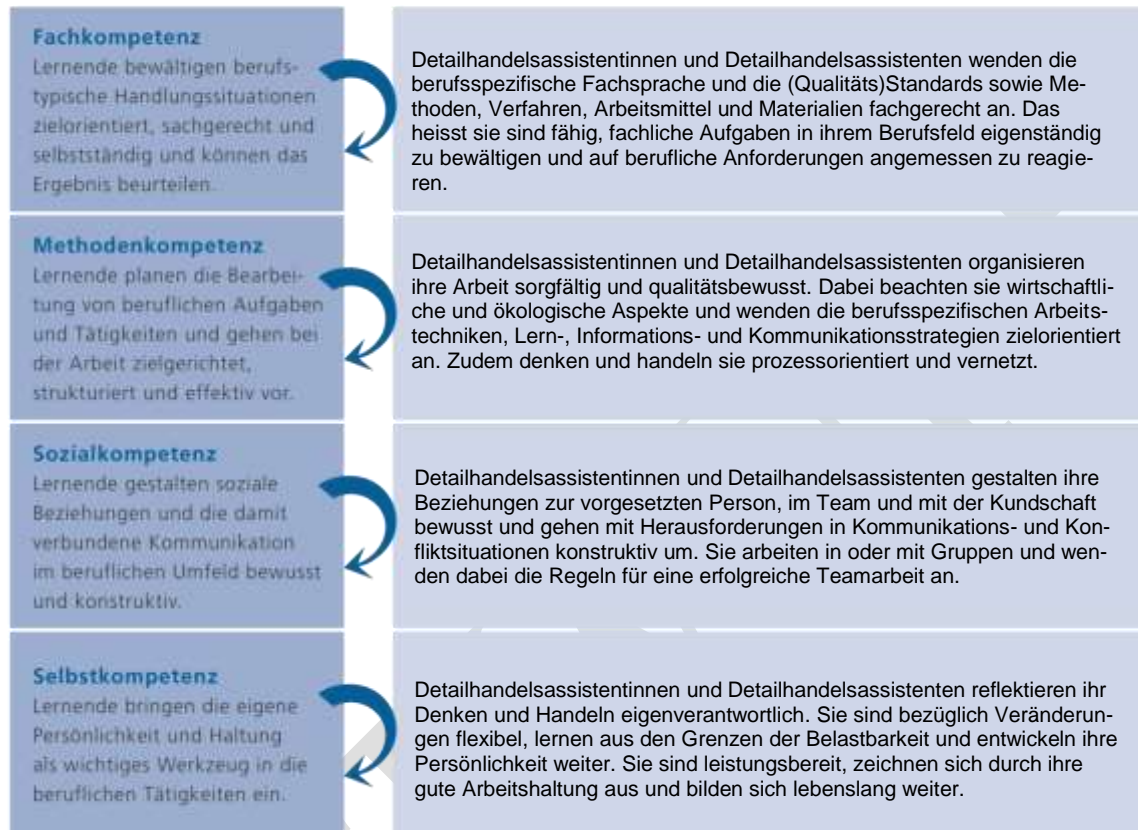 Fachkompetenz
Lernende bewältigen berufs-
typische Handlungssituationen
zielorientiert, sachgerecht und
selbstständig und können das
Ergebnis beurteilen.
Detailhandelsassistentinnen und Detailhandelsassistenten wenden die
berufsspezifische Fachsprache und die (Qualitäts)Standards sowie Me-
thoden, Verfahren, Arbeitsmittel und Materialien fachgerecht an. Das
heisst sie sind fähig, fachliche Aufgaben in ihrem Berufsfeld eigenständig
zu bewältigen und auf berufliche Anforderungen angemessen zu reagie-
ren.
Methodenkompetenz
Lernende planen die Bearbei-
tung von beruflichen Aufgaben
und Tätigkeiten und gehen bei
der Arbeit zielgerichtet,
strukturiert und effektiv vor.
Detailhandelsassistentinnen und Detailhandelsassistenten organisieren
ihre Arbeit sorgfältig und qualitätsbewusst. Dabei beachten sie wirtschaftli-
che und ökologische Aspekte und wenden die berufsspezifischen Arbeits-
techniken, Lern-, Informations- und Kommunikationsstrategien zielorientiert
an. Zudem denken und handeln sie prozessorientiert und vernetzt.
Sozialkompetenz
Lernende gestalten soziale
Beziehungen und die damit
verbundene Kommunikation
im beruflichen Umfeld bewusst
und konstruktiv.
Detailhandelsassistentinnen und Detailhandelsassistenten gestalten ihre
Beziehungen zur vorgesetzten Person, im Team und mit der Kundschaft
bewusst und gehen mit Herausforderungen in Kommunikations- und Kon-
fliktsituationen konstruktiv um. Sie arbeiten in oder mit Gruppen und wen-
den dabei die Regeln für eine erfolgreiche Teamarbeit an.
Selbstkompetenz
Lernende bringen die eigene
Persönlichkeit und Haltung
als wichtiges Werkzeug in die
beruflichen Tätigkeiten ein.
Detailhandelsassistentinnen und Detailhandelsassistenten reflektieren ihr
Denken und Handeln eigenverantwortlich. Sie sind bezüglich Veränderun-
gen flexibel, lernen aus den Grenzen der Belastbarkeit und entwickeln ihre
Persönlichkeit weiter. Sie sind leistungsbereit, zeichnen sich durch ihre
gute Arbeitshaltung aus und bilden sich lebenslang weiter.